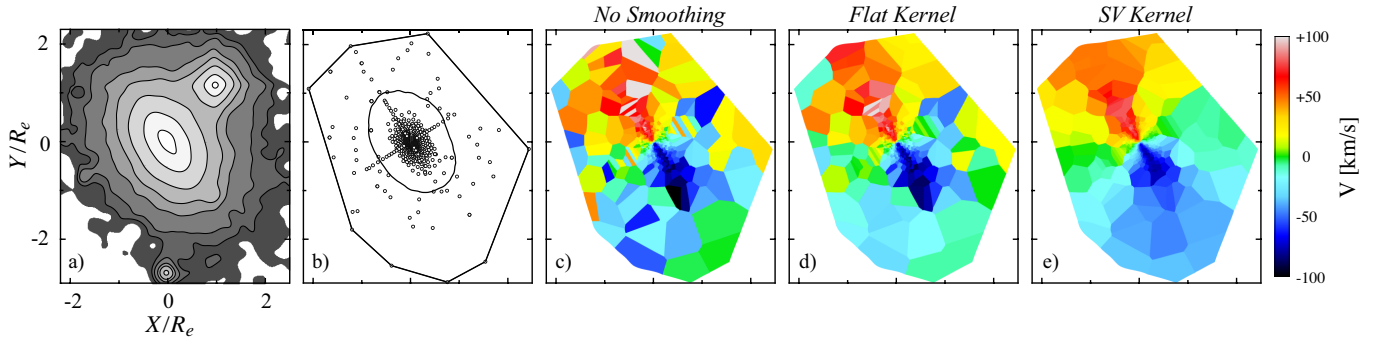 No Smoothing
Flat Kernel
SV Kernel
2
0
-2
Y/Re
a)
b)
c)
d)
e)
+100
+50
0
-50
-100
V [km/s]
-2
0
2
X/Re